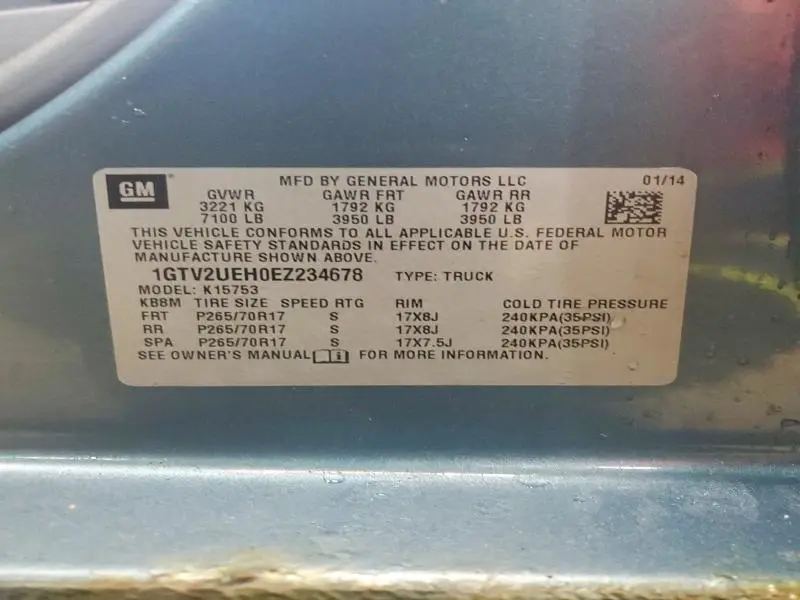 GM
MFD BY GENERAL MOTORS LLC 01/14
GVWR GAWR FRT GAWR RR
3221 KG 1792 KG 1792 KG
7100 LB 3950 LB 3950 LB
THIS VEHICLE CONFORMS TO ALL APPLICABLE U.S. FEDERAL MOTOR
VEHICLE SAFETY STANDARDS IN EFFECT ON THE DATE OF
MANUFACTURE SHOWN ABOVE.
1GTV2UEH0EZ234678 TYPE: TRUCK
MODEL: K15753
KBBM TIRE SIZE SPEED RTG RIM COLD TIRE PRESSURE
FRT P265/70R17 S 17X8J 240KPA(35PSI)
RR P265/70R17 S 17X8J 240KPA(35PSI)
SPA P265/70R17 S 17X7.5J 240KPA(35PSI)
SEE OWNER'S MANUAL FOR MORE INFORMATION.